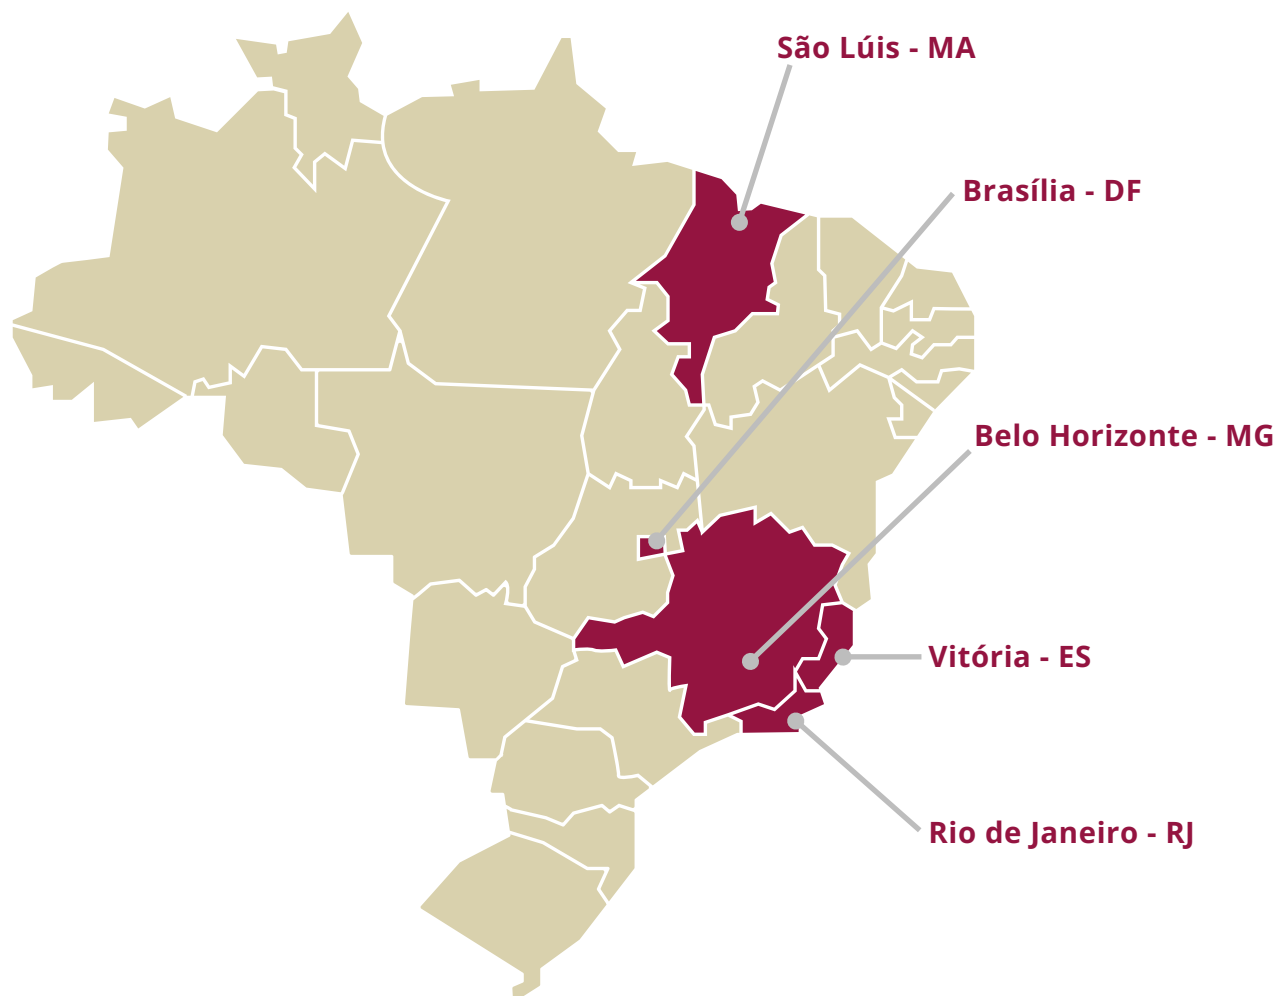 São Lúis - MA
Brasília - DF
Belo Horizonte - MG
Vitória - ES
Rio de Janeiro - RJ